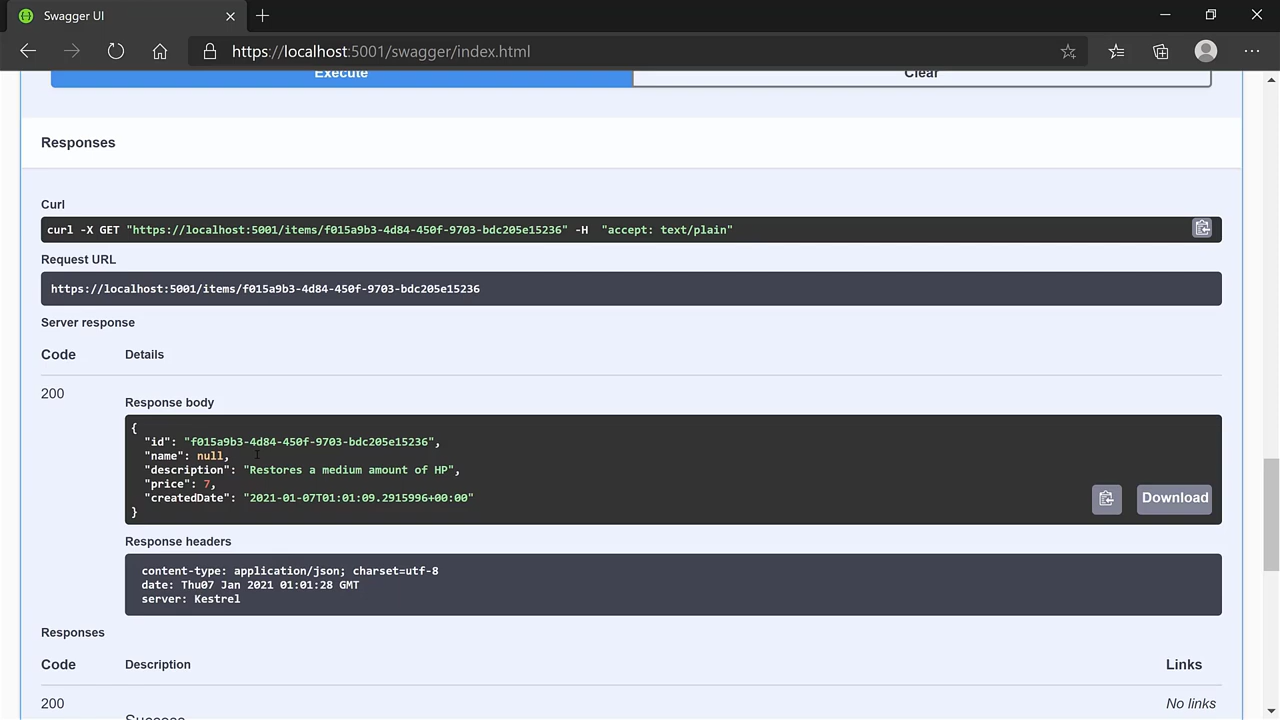 Swagger UI
https://localhost:5001/swagger/index.html
Execute
Clear
Responses
Curl
curl -X GET "https://localhost:5001/items/f015a9b3-4d84-450f-9703-bdc205e15236" -H  "accept: text/plain"
Request URL
https://localhost:5001/items/f015a9b3-4d84-450f-9703-bdc205e15236
Server response
Code Details
200
Response body
{
"id": "f015a9b3-4d84-450f-9703-bdc205e15236",
"name": null,
"description": "Restores a medium amount of HP",
"price": 7,
"createdDate": "2021-01-07T01:01:09.2915996+00:00"
}
Download
Response headers
content-type: application/json; charset=utf-8
date: Thu07 Jan 2021 01:01:28 GMT
server: Kestrel
Responses
Code Description Links
200 No links
Success